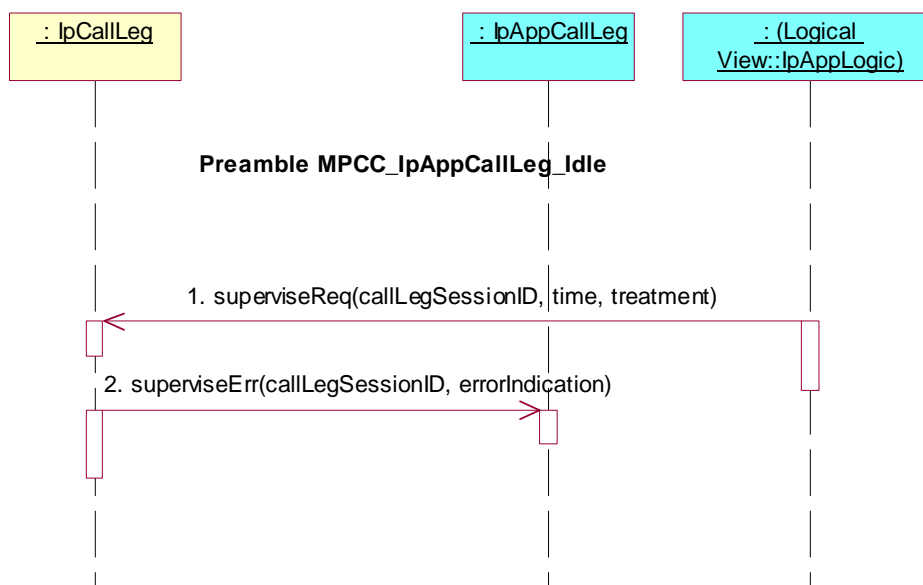 : IpCallLeg
: IpAppCallLeg
: (Logical
View::IpAppLogic)
Preamble MPCC_IpAppCallLeg_Idle
1. superviseReq(callLegSessionID, time, treatment)
2. superviseErr(callLegSessionID, errorIndication)